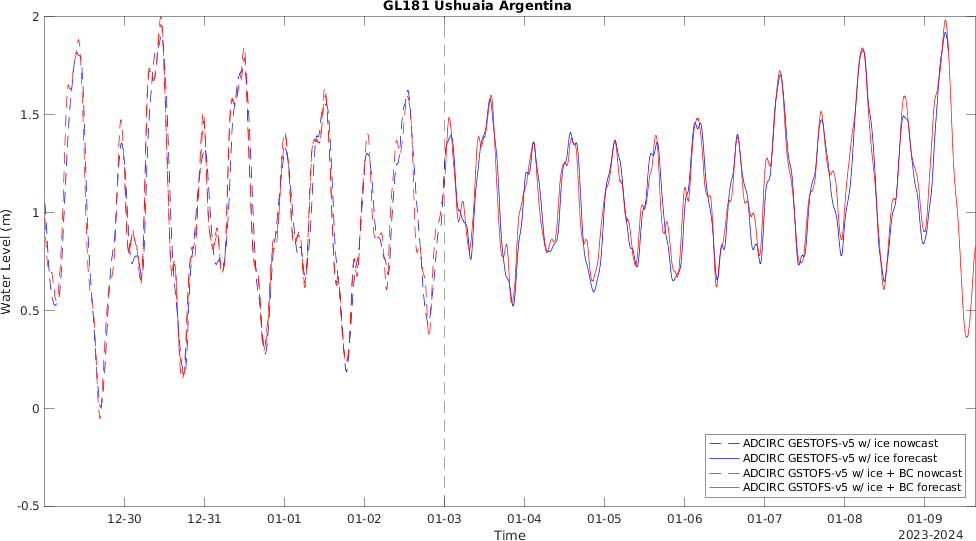 GL181 Ushuaia Argentina
2
1.5
1
0.5
0
-0.5
Water Level (m)
12-30 12-31 01-01 01-02 01-03 01-04 01-05 01-06 01-07 01-08 01-09
Time
2023-2024
ADCIRC GESTOFS-v5 w/ ice nowcast
ADCIRC GESTOFS-v5 w/ ice forecast
ADCIRC GSTOFS-v5 w/ ice + BC nowcast
ADCIRC GSTOFS-v5 w/ ice + BC forecast